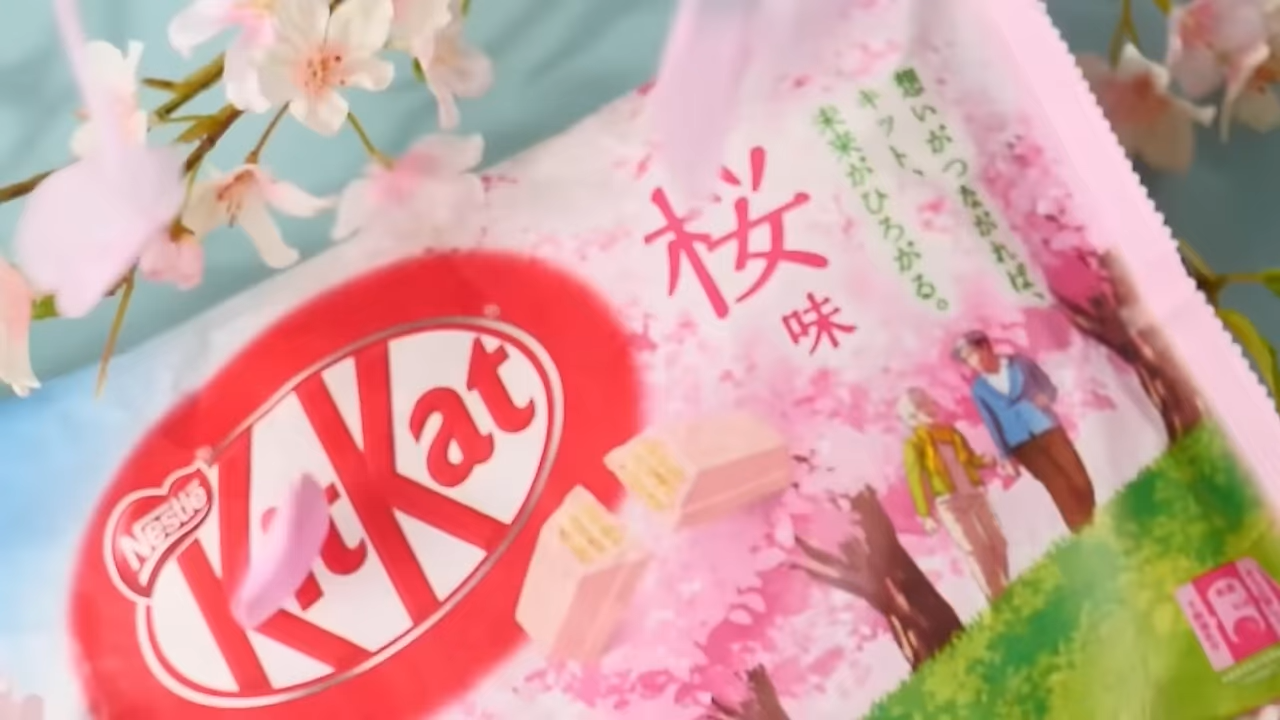 想いがつながれば、
キット、
未来がひろがる。
桜
味
Nestlé
KitKat